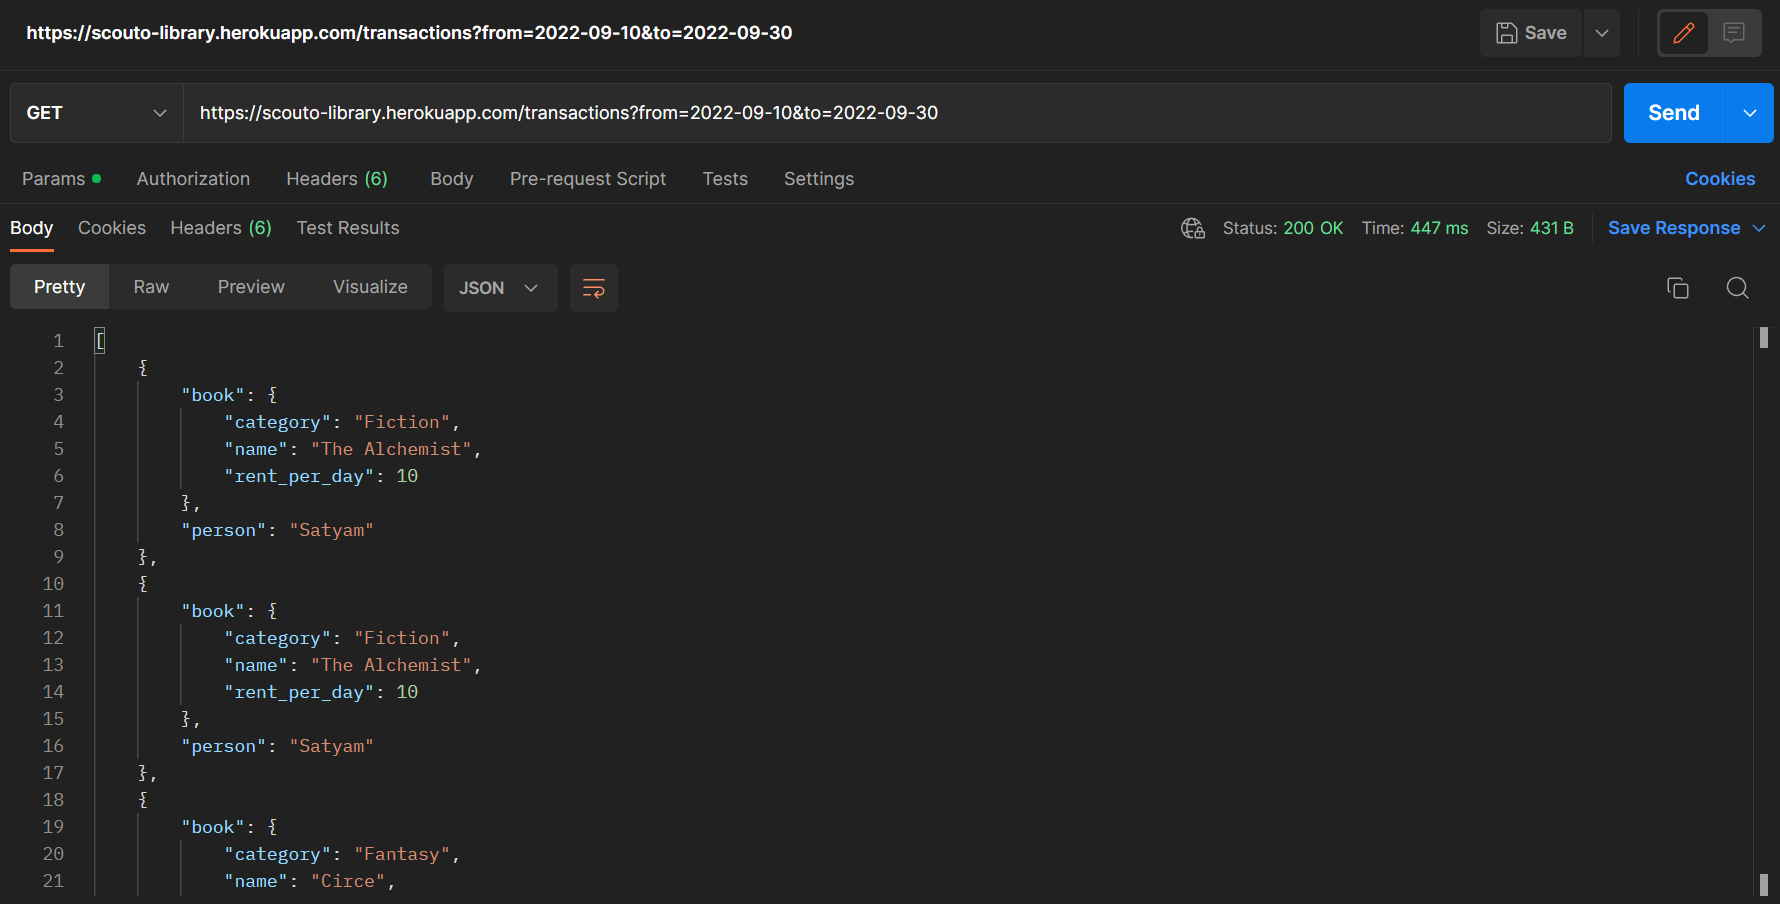 https://scouto-library.herokuapp.com/transactions?from=2022-09-10&to=2022-09-30 Save
GET https://scouto-library.herokuapp.com/transactions?from=2022-09-10&to=2022-09-30 Send
Params Authorization Headers (6) Body Pre-request Script Tests Settings Cookies
Body Cookies Headers (6) Test Results Status: 200 OK Time: 447 ms Size: 431 B Save Response
Pretty Raw Preview Visualize JSON
1 [
2 {
3 "book": {
4 "category": "Fiction",
5 "name": "The Alchemist",
6 "rent_per_day": 10
7 },
8 "person": "Satyam"
9 },
10 {
11 "book": {
12 "category": "Fiction",
13 "name": "The Alchemist",
14 "rent_per_day": 10
15 },
16 "person": "Satyam"
17 },
18 {
19 "book": {
20 "category": "Fantasy",
21 "name": "Circe",